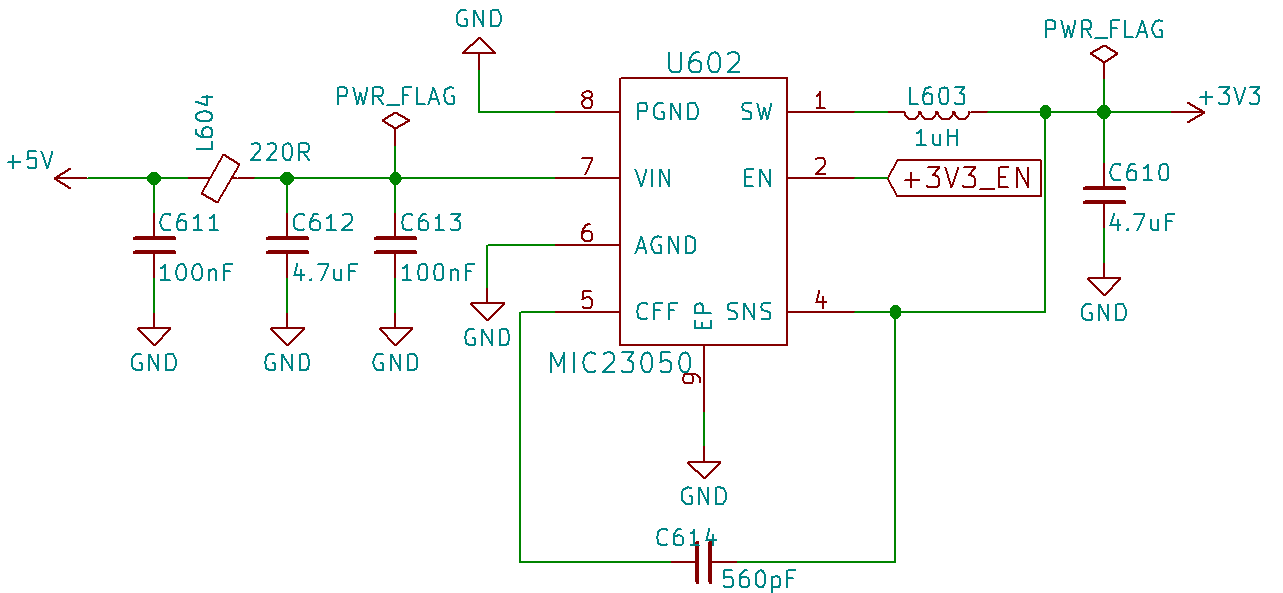 GND
PWR_FLAG
U602
PWR_FLAG
L604
8
PGND
SW
1
L603
+3V3
1uH
+5V
220R
7
VIN
EN
2
+3V3_EN
C610
4.7uF
C611
C612
C613
6
AGND
100nF
4.7uF
100nF
5
CFF
EP
SNS
4
GND
GND
GND
GND
GND
MIC23050
9
GND
C614
560pF